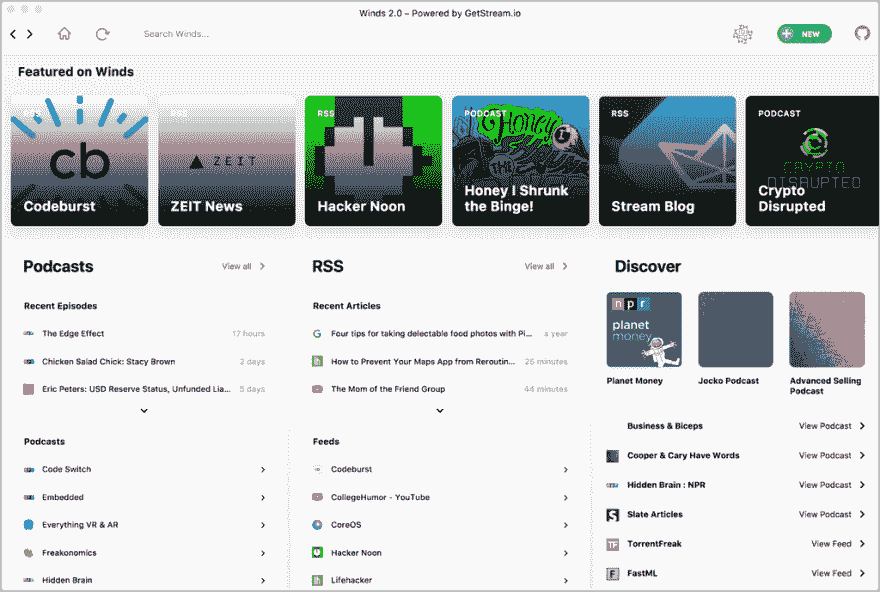 Winds 2.0 – Powered by GetStream.io
Search Winds...
NEW
Featured on Winds
RSS
cb
Codeburst
RSS
ZEIT
ZEIT News
RSS
Hacker Noon
PODCAST
Honey I
Honey I Shrunk
the Binge!
RSS
Stream Blog
PODCAST
CRYPTO
DISRUPTED
Crypto
Disrupted
Podcasts
View all
Recent Episodes
The Edge Effect 17 hours
Chicken Salad Chick: Stacy Brown 2 days
Eric Peters: USD Reserve Status, Unfunded Lia... 5 days
Podcasts
Code Switch
Embedded
Everything VR & AR
Freakonomics
Hidden Brain
RSS
View all
Recent Articles
Four tips for taking delectable food photos with Pi... a year
How to Prevent Your Maps App from Reroutin... 26 minutes
The Mom of the Friend Group 44 minutes
Feeds
Codeburst
CollegeHumor - YouTube
CoreOS
Hacker Noon
Lifehacker
Discover
npr
planet
money
Planet Money
Jocko Podcast
Advanced Selling
Podcast
Business & Biceps View Podcast
Cooper & Cary Have Words View Podcast
Hidden Brain : NPR View Podcast
S Slate Articles View Podcast
TF TorrentFreak View Feed
F FastML View Feed